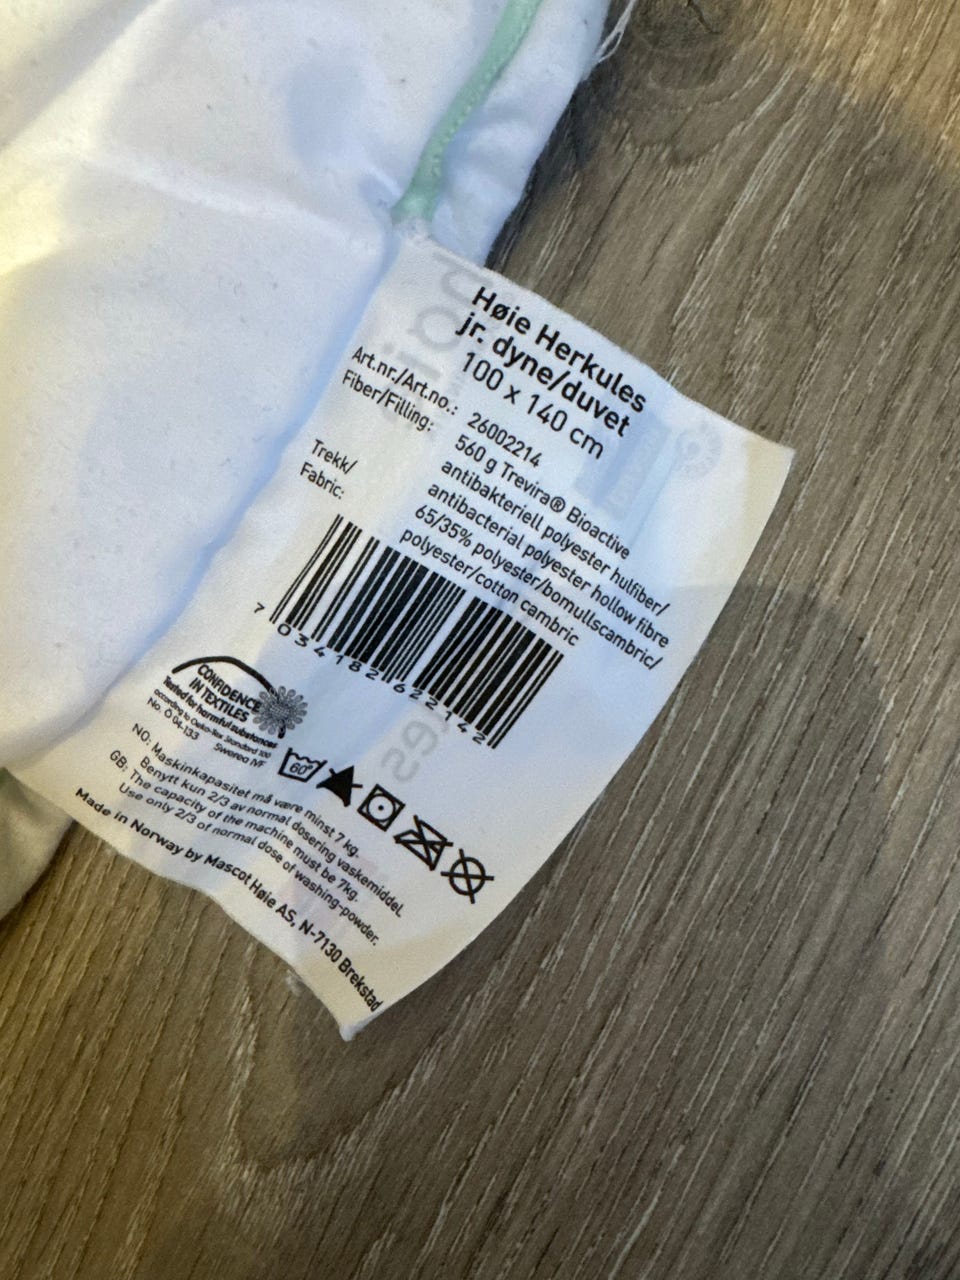 Høie Herkules
jr. dyne/duvet
100 x 140 cm
Art.nr./Art.no.: 26002214
Fiber/Filling: 560 g Trevira® Bioactive
antibakteriell polyester hulfiber/
antibacterial polyester hollow fibre
Trekk/
Fabric: 65/35% polyester/bomullscambric/
polyester/cotton cambric
7 034182 622142
CONFIDENCE
IN TEXTILES
Tested for harmful substances
according to Oeko-Tex Standard 100
No. Ö 04-133 Swerea IVF
60°
NO: Maskinkapasitet må være minst 7 kg.
Benytt kun 2/3 av normal dosering vaskemiddel.
GB: The capacity of the machine must be 7kg.
Use only 2/3 of normal dose of washing-powder.
Made in Norway by Mascot Høie AS, N-7130 Brekstad